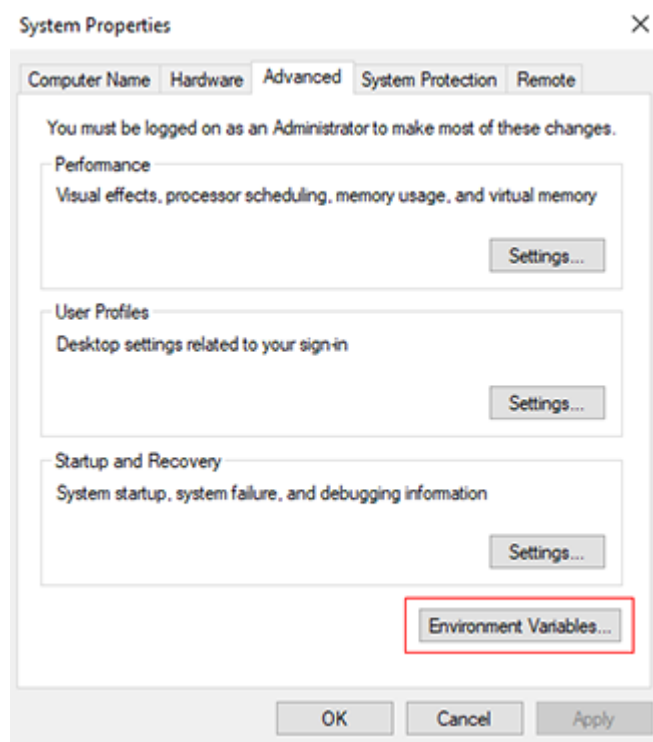 System Properties
Computer Name Hardware Advanced System Protection Remote
You must be logged on as an Administrator to make most of these changes.
Performance
Visual effects, processor scheduling, memory usage, and virtual memory
Settings...
User Profiles
Desktop settings related to your sign-in
Settings...
Startup and Recovery
System startup, system failure, and debugging information
Settings...
Environment Variables...
OK Cancel Apply